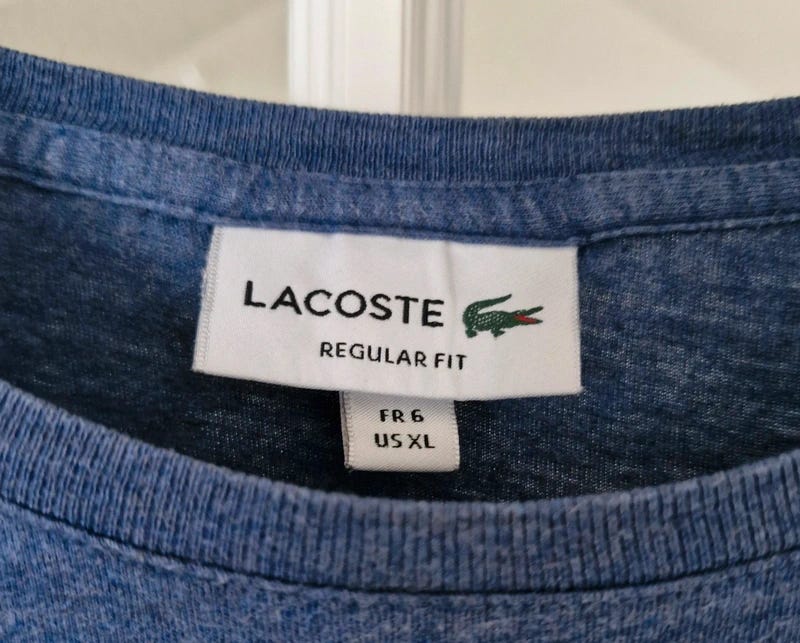 LACOSTE
REGULAR FIT
FR 6
US XL